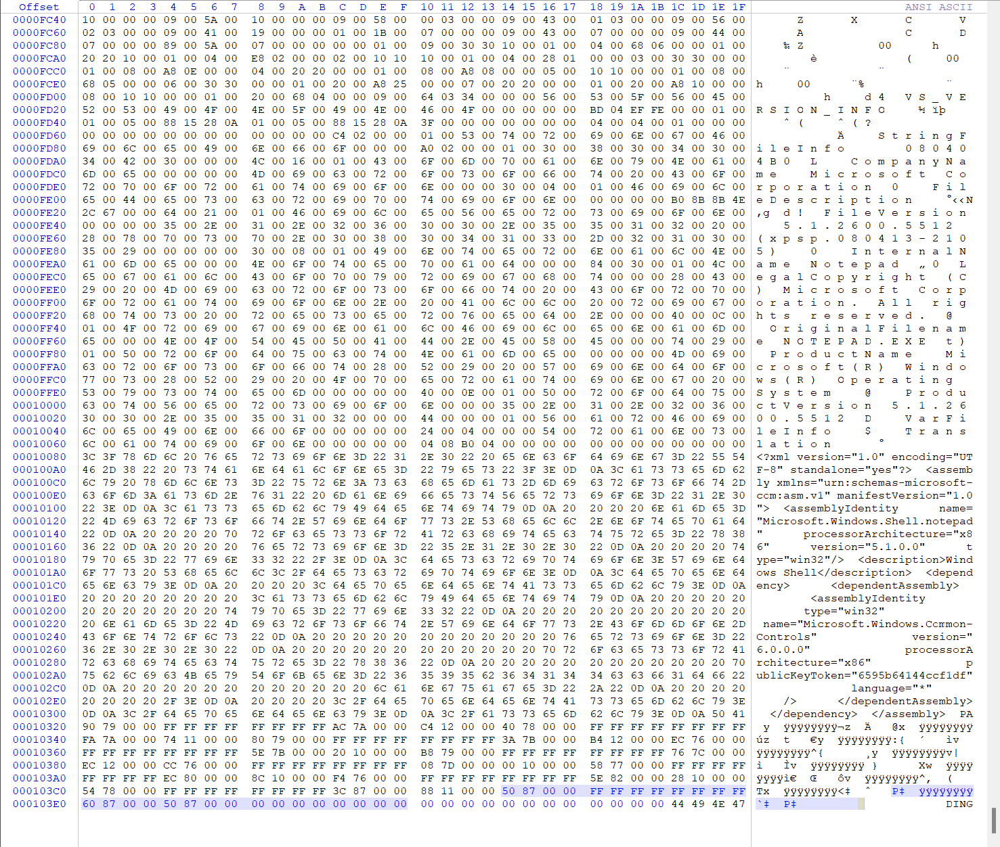 Offset 0 1 2 3 4 5 6 7 8 9 A B C D E F 10 11 12 13 14 15 16 17 18 19 1A 1B 1C 1D 1E 1F ANSI ASCII
0000FC40 10 00 00 00 09 00 5A 00 10 00 00 00 09 00 58 00 00 03 00 00 09 00 43 00 01 03 00 00 09 00 56 00 Z X C V
0000FC60 02 03 00 00 09 00 41 00 19 00 00 00 01 00 1B 00 07 00 00 00 09 00 43 00 07 00 00 00 09 00 44 00 A C D
0000FC80 07 00 00 00 89 00 5A 00 07 00 00 00 00 00 01 00 09 00 30 30 10 00 01 00 04 00 68 06 00 00 01 00 ‰ Z 00 h
0000FCA0 20 20 10 00 01 00 04 00 E8 02 00 00 02 00 10 10 10 00 01 00 04 00 28 01 00 00 03 00 30 30 00 00 è ( 00
0000FCC0 01 00 08 00 A8 0E 00 00 04 00 20 20 00 00 01 00 08 00 A8 08 00 00 05 00 10 10 00 00 01 00 08 00 ¨ ¨
0000FCE0 68 05 00 00 06 00 30 30 00 00 01 00 20 00 A8 25 00 00 07 00 20 20 00 00 01 00 20 00 A8 10 00 00 h 00 ¨% ¨
0000FD00 08 00 10 10 00 00 01 00 20 00 68 04 00 00 09 00 64 03 34 00 00 00 56 00 53 00 5F 00 56 00 45 00 h d4 V S _ V E
0000FD20 52 00 53 00 49 00 4F 00 4E 00 5F 00 49 00 4E 00 46 00 4F 00 00 00 00 00 BD 04 EF FE 00 00 01 00 R S I O N _ I N F O ½ ïþ
0000FD40 01 00 05 00 88 15 28 0A 01 00 05 00 88 15 28 0A 3F 00 00 00 00 00 00 00 04 00 04 00 01 00 00 00 ˆ ( ˆ (?
0000FD60 00 00 00 00 00 00 00 00 00 00 00 00 C4 02 00 00 01 00 53 00 74 00 72 00 69 00 6E 00 67 00 46 00 Ä S t r i n g F
0000FD80 69 00 6C 00 65 00 49 00 6E 00 66 00 6F 00 00 00 A0 02 00 00 01 00 30 00 38 00 30 00 34 00 30 00 i l e I n f o 0 8 0 4 0
0000FDA0 34 00 42 00 30 00 00 00 4C 00 16 00 01 00 43 00 6F 00 6D 00 70 00 61 00 6E 00 79 00 4E 00 61 00 4 B 0 L C o m p a n y N a
0000FDC0 6D 00 65 00 00 00 00 00 4D 00 69 00 63 00 72 00 6F 00 73 00 6F 00 66 00 74 00 20 00 43 00 6F 00 m e M i c r o s o f t C o
0000FDE0 72 00 70 00 6F 00 72 00 61 00 74 00 69 00 6F 00 6E 00 00 00 30 00 04 00 01 00 46 00 69 00 6C 00 r p o r a t i o n 0 F i l
0000FE00 65 00 44 00 65 00 73 00 63 00 72 00 69 00 70 00 74 00 69 00 6F 00 6E 00 00 00 00 00 B0 8B 8B 4E e D e s c r i p t i o n °‹‹N
0000FE20 2C 67 00 00 64 00 21 00 01 00 46 00 69 00 6C 00 65 00 56 00 65 00 72 00 73 00 69 00 6F 00 6E 00 ,g d ! F i l e V e r s i o n
0000FE40 00 00 00 00 35 00 2E 00 31 00 2E 00 32 00 36 00 30 00 30 00 2E 00 35 00 35 00 31 00 32 00 20 00 5 . 1 . 2 6 0 0 . 5 5 1 2
0000FE60 28 00 78 00 70 00 73 00 70 00 2E 00 30 00 38 00 30 00 34 00 31 00 33 00 2D 00 32 00 31 00 30 00 ( x p s p . 0 8 0 4 1 3 - 2 1 0
0000FE80 35 00 29 00 00 00 00 00 30 00 08 00 01 00 49 00 6E 00 74 00 65 00 72 00 6E 00 61 00 6C 00 4E 00 5 ) 0 I n t e r n a l N
0000FEA0 61 00 6D 00 65 00 00 00 4E 00 6F 00 74 00 65 00 70 00 61 00 64 00 00 00 84 00 30 00 01 00 4C 00 a m e N o t e p a d „ 0 L
0000FEC0 65 00 67 00 61 00 6C 00 43 00 6F 00 70 00 79 00 72 00 69 00 67 00 68 00 74 00 00 00 28 00 43 00 e g a l C o p y r i g h t ( C
0000FEE0 29 00 20 00 4D 00 69 00 63 00 72 00 6F 00 73 00 6F 00 66 00 74 00 20 00 43 00 6F 00 72 00 70 00 ) M i c r o s o f t C o r p
0000FF00 6F 00 72 00 61 00 74 00 69 00 6F 00 6E 00 2E 00 20 00 41 00 6C 00 6C 00 20 00 72 00 69 00 67 00 o r a t i o n . A l l r i g
0000FF20 68 00 74 00 73 00 20 00 72 00 65 00 73 00 65 00 72 00 76 00 65 00 64 00 2E 00 00 00 40 00 0C 00 h t s r e s e r v e d . @
0000FF40 01 00 4F 00 72 00 69 00 67 00 69 00 6E 00 61 00 6C 00 46 00 69 00 6C 00 65 00 6E 00 61 00 6D 00 O r i g i n a l F i l e n a m
0000FF60 65 00 00 00 4E 00 4F 00 54 00 45 00 50 00 41 00 44 00 2E 00 45 00 58 00 45 00 00 00 74 00 29 00 e N O T E P A D . E X E t )
0000FF80 01 00 50 00 72 00 6F 00 64 00 75 00 63 00 74 00 4E 00 61 00 6D 00 65 00 00 00 00 00 4D 00 69 00 P r o d u c t N a m e M i
0000FFA0 63 00 72 00 6F 00 73 00 6F 00 66 00 74 00 28 00 52 00 29 00 20 00 57 00 69 00 6E 00 64 00 6F 00 c r o s o f t ( R ) W i n d o
0000FFC0 77 00 73 00 28 00 52 00 29 00 20 00 4F 00 70 00 65 00 72 00 61 00 74 00 69 00 6E 00 67 00 20 00 w s ( R ) O p e r a t i n g
0000FFE0 53 00 79 00 73 00 74 00 65 00 6D 00 00 00 00 00 40 00 0E 00 01 00 50 00 72 00 6F 00 64 00 75 00 S y s t e m @ P r o d u
00010000 63 00 74 00 56 00 65 00 72 00 73 00 69 00 6F 00 6E 00 00 00 35 00 2E 00 31 00 2E 00 32 00 36 00 c t V e r s i o n 5 . 1 . 2 6
00010020 30 00 30 00 2E 00 35 00 35 00 31 00 32 00 00 00 44 00 00 00 01 00 56 00 61 00 72 00 46 00 69 00 0 0 . 5 5 1 2 D V a r F i
00010040 6C 00 65 00 49 00 6E 00 66 00 6F 00 00 00 00 00 24 00 04 00 00 00 54 00 72 00 61 00 6E 00 73 00 l e I n f o $ T r a n s
00010060 6C 00 61 00 74 00 69 00 6F 00 6E 00 00 00 00 00 04 08 B0 04 00 00 00 00 00 00 00 00 00 00 00 00 l a t i o n °
00010080 3C 3F 78 6D 6C 20 76 65 72 73 69 6F 6E 3D 22 31 2E 30 22 20 65 6E 63 6F 64 69 6E 67 3D 22 55 54 <?xml version="1.0" encoding="UT
000100A0 46 2D 38 22 20 73 74 61 6E 64 61 6C 6F 6E 65 3D 22 79 65 73 22 3F 3E 0D 0A 3C 61 73 73 65 6D 62 F-8" standalone="yes"?> <assemb
000100C0 6C 79 20 78 6D 6C 6E 73 3D 22 75 72 6E 3A 73 63 68 65 6D 61 73 2D 6D 69 63 72 6F 73 6F 66 74 2D ly xmlns="urn:schemas-microsoft-
000100E0 63 6F 6D 3A 61 73 6D 2E 76 31 22 20 6D 61 6E 69 66 65 73 74 56 65 72 73 69 6F 6E 3D 22 31 2E 30 com:asm.v1" manifestVersion="1.0
00010100 22 3E 0D 0A 3C 61 73 73 65 6D 62 6C 79 49 64 65 6E 74 69 74 79 0D 0A 20 20 20 20 6E 61 6D 65 3D "> <assemblyIdentity name=
00010120 22 4D 69 63 72 6F 73 6F 66 74 2E 57 69 6E 64 6F 77 73 2E 53 68 65 6C 6C 2E 6E 6F 74 65 70 61 64 "Microsoft.Windows.Shell.notepad
00010140 22 0D 0A 20 20 20 20 70 72 6F 63 65 73 73 6F 72 41 72 63 68 69 74 65 63 74 75 72 65 3D 22 78 38 " processorArchitecture="x8
00010160 36 22 0D 0A 20 20 20 20 76 65 72 73 69 6F 6E 3D 22 35 2E 31 2E 30 2E 30 22 0D 0A 20 20 20 20 74 6" version="5.1.0.0" t
00010180 79 70 65 3D 22 77 69 6E 33 32 22 2F 3E 0D 0A 3C 64 65 73 63 72 69 70 74 69 6F 6E 3E 57 69 6E 64 ype="win32"/> <description>Wind
000101A0 6F 77 73 20 53 68 65 6C 6C 3C 2F 64 65 73 63 72 69 70 74 69 6F 6E 3E 0D 0A 3C 64 65 70 65 6E 64 ows Shell</description> <depend
000101C0 65 6E 63 79 3E 0D 0A 20 20 20 20 3C 64 65 70 65 6E 64 65 6E 74 41 73 73 65 6D 62 6C 79 3E 0D 0A ency> <dependentAssembly>
000101E0 20 20 20 20 20 20 20 20 3C 61 73 73 65 6D 62 6C 79 49 64 65 6E 74 69 74 79 0D 0A 20 20 20 20 20 <assemblyIdentity
00010200 20 20 20 20 20 20 20 74 79 70 65 3D 22 77 69 6E 33 32 22 0D 0A 20 20 20 20 20 20 20 20 20 20 20 type="win32"
00010220 20 6E 61 6D 65 3D 22 4D 69 63 72 6F 73 6F 66 74 2E 57 69 6E 64 6F 77 73 2E 43 6F 6D 6D 6F 6E 2D name="Microsoft.Windows.Common-
00010240 43 6F 6E 74 72 6F 6C 73 22 0D 0A 20 20 20 20 20 20 20 20 20 20 20 20 76 65 72 73 69 6F 6E 3D 22 Controls" version="
00010260 36 2E 30 2E 30 2E 30 22 0D 0A 20 20 20 20 20 20 20 20 20 20 20 20 70 72 6F 63 65 73 73 6F 72 41 6.0.0.0" processorA
00010280 72 63 68 69 74 65 63 74 75 72 65 3D 22 78 38 36 22 0D 0A 20 20 20 20 20 20 20 20 20 20 20 20 70 rchitecture="x86" p
000102A0 75 62 6C 69 63 4B 65 79 54 6F 6B 65 6E 3D 22 36 35 39 35 62 36 34 31 34 34 63 63 66 31 64 66 22 ublicKeyToken="6595b64144ccf1df"
000102C0 0D 0A 20 20 20 20 20 20 20 20 20 20 20 20 6C 61 6E 67 75 61 67 65 3D 22 2A 22 0D 0A 20 20 20 20 language="*"
000102E0 20 20 20 20 2F 3E 0D 0A 20 20 20 20 3C 2F 64 65 70 65 6E 64 65 6E 74 41 73 73 65 6D 62 6C 79 3E /> </dependentAssembly>
00010300 0D 0A 3C 2F 64 65 70 65 6E 64 65 6E 63 79 3E 0D 0A 3C 2F 61 73 73 65 6D 62 6C 79 3E 0D 0A 50 41 </dependency> </assembly> PA
00010320 90 79 00 00 FF FF FF FF FF FF FF FF AC 7A 00 00 C4 12 00 00 40 78 00 00 FF FF FF FF FF FF FF FF y ÿÿÿÿÿÿÿÿ¬z Ä @x ÿÿÿÿÿÿÿÿ
00010340 FA 7A 00 00 74 11 00 00 80 79 00 00 FF FF FF FF FF FF FF FF 3A 7B 00 00 B4 12 00 00 EC 76 00 00 úz t €y ÿÿÿÿÿÿÿÿ:{ ´ ìv
00010360 FF FF FF FF FF FF FF FF 5E 7B 00 00 20 10 00 00 B8 79 00 00 FF FF FF FF FF FF FF FF 76 7C 00 00 ÿÿÿÿÿÿÿÿ^{ ¸y ÿÿÿÿÿÿÿÿv|
00010380 EC 12 00 00 CC 76 00 00 FF FF FF FF FF FF FF FF 08 7D 00 00 00 10 00 00 58 77 00 00 FF FF FF FF ì Ìv ÿÿÿÿÿÿÿÿ } Xw ÿÿÿÿ
000103A0 FF FF FF FF EC 80 00 00 8C 10 00 00 F4 76 00 00 FF FF FF FF FF FF FF FF 5E 82 00 00 28 10 00 00 ÿÿÿÿì€ Œ ôv ÿÿÿÿÿÿÿÿ^‚ (
000103C0 54 78 00 00 FF FF FF FF FF FF FF FF 3C 87 00 00 88 11 00 00 50 87 00 00 FF FF FF FF FF FF FF FF Tx ÿÿÿÿÿÿÿÿ<‡ ˆ P‡ ÿÿÿÿÿÿÿÿ
000103E0 60 87 00 00 50 87 00 00 00 00 00 00 00 00 00 00 00 00 00 00 00 00 00 00 00 00 00 00 44 49 4E 47 `‡ P‡ DING